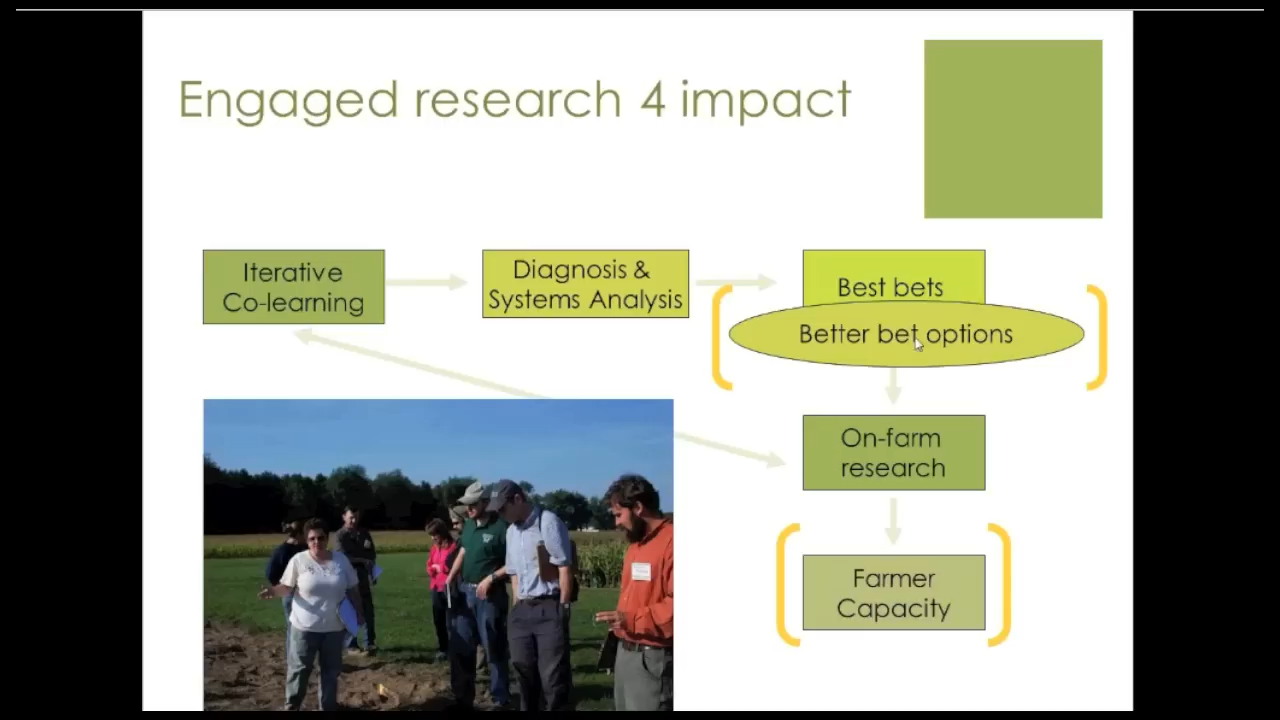 Engaged research 4 impact
Iterative
Co-learning
Diagnosis &
Systems Analysis
Best bets
Better bet options
On-farm
research
Farmer
Capacity